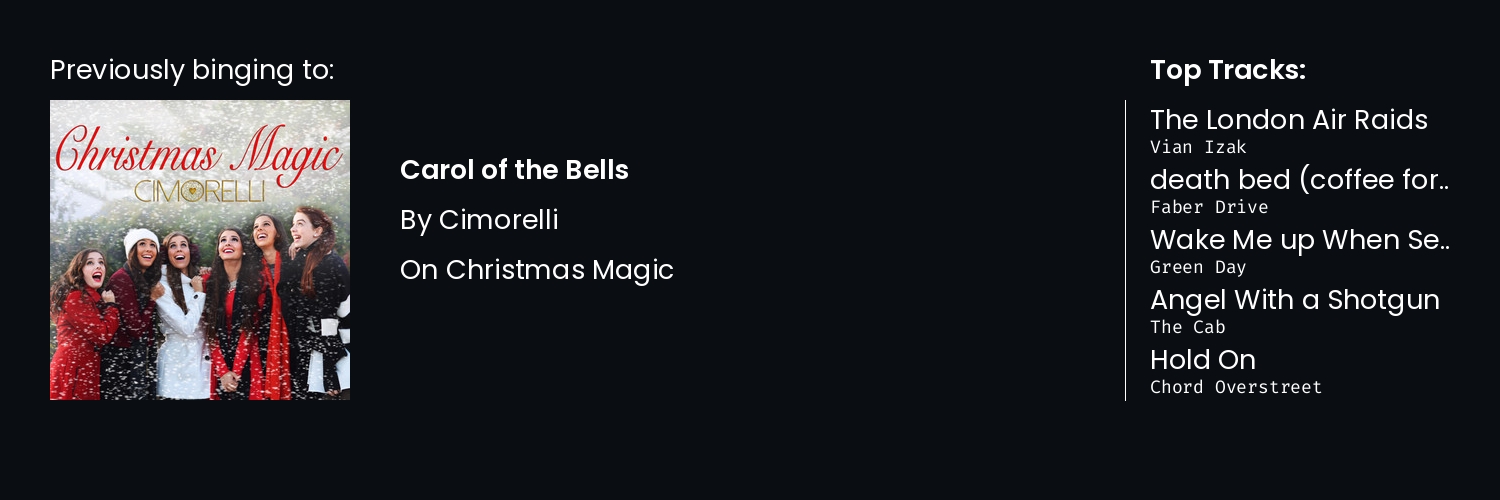 Previously binging to:
Christmas Magic
CIMORELLI
Carol of the Bells
By Cimorelli
On Christmas Magic
Top Tracks:
The London Air Raids
Vian Izak
death bed (coffee for..
Faber Drive
Wake Me up When Se..
Green Day
Angel With a Shotgun
The Cab
Hold On
Chord Overstreet